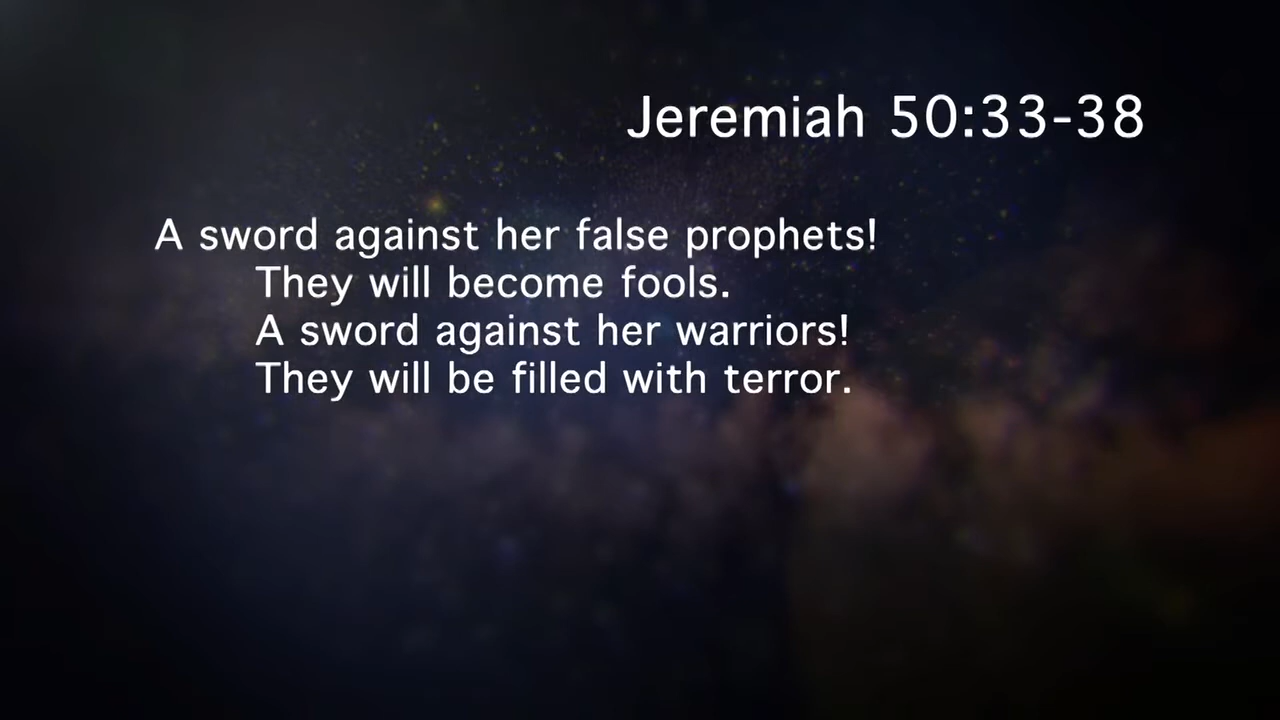 Jeremiah 50:33-38
A sword against her false prophets!
They will become fools.
A sword against her warriors!
They will be filled with terror.